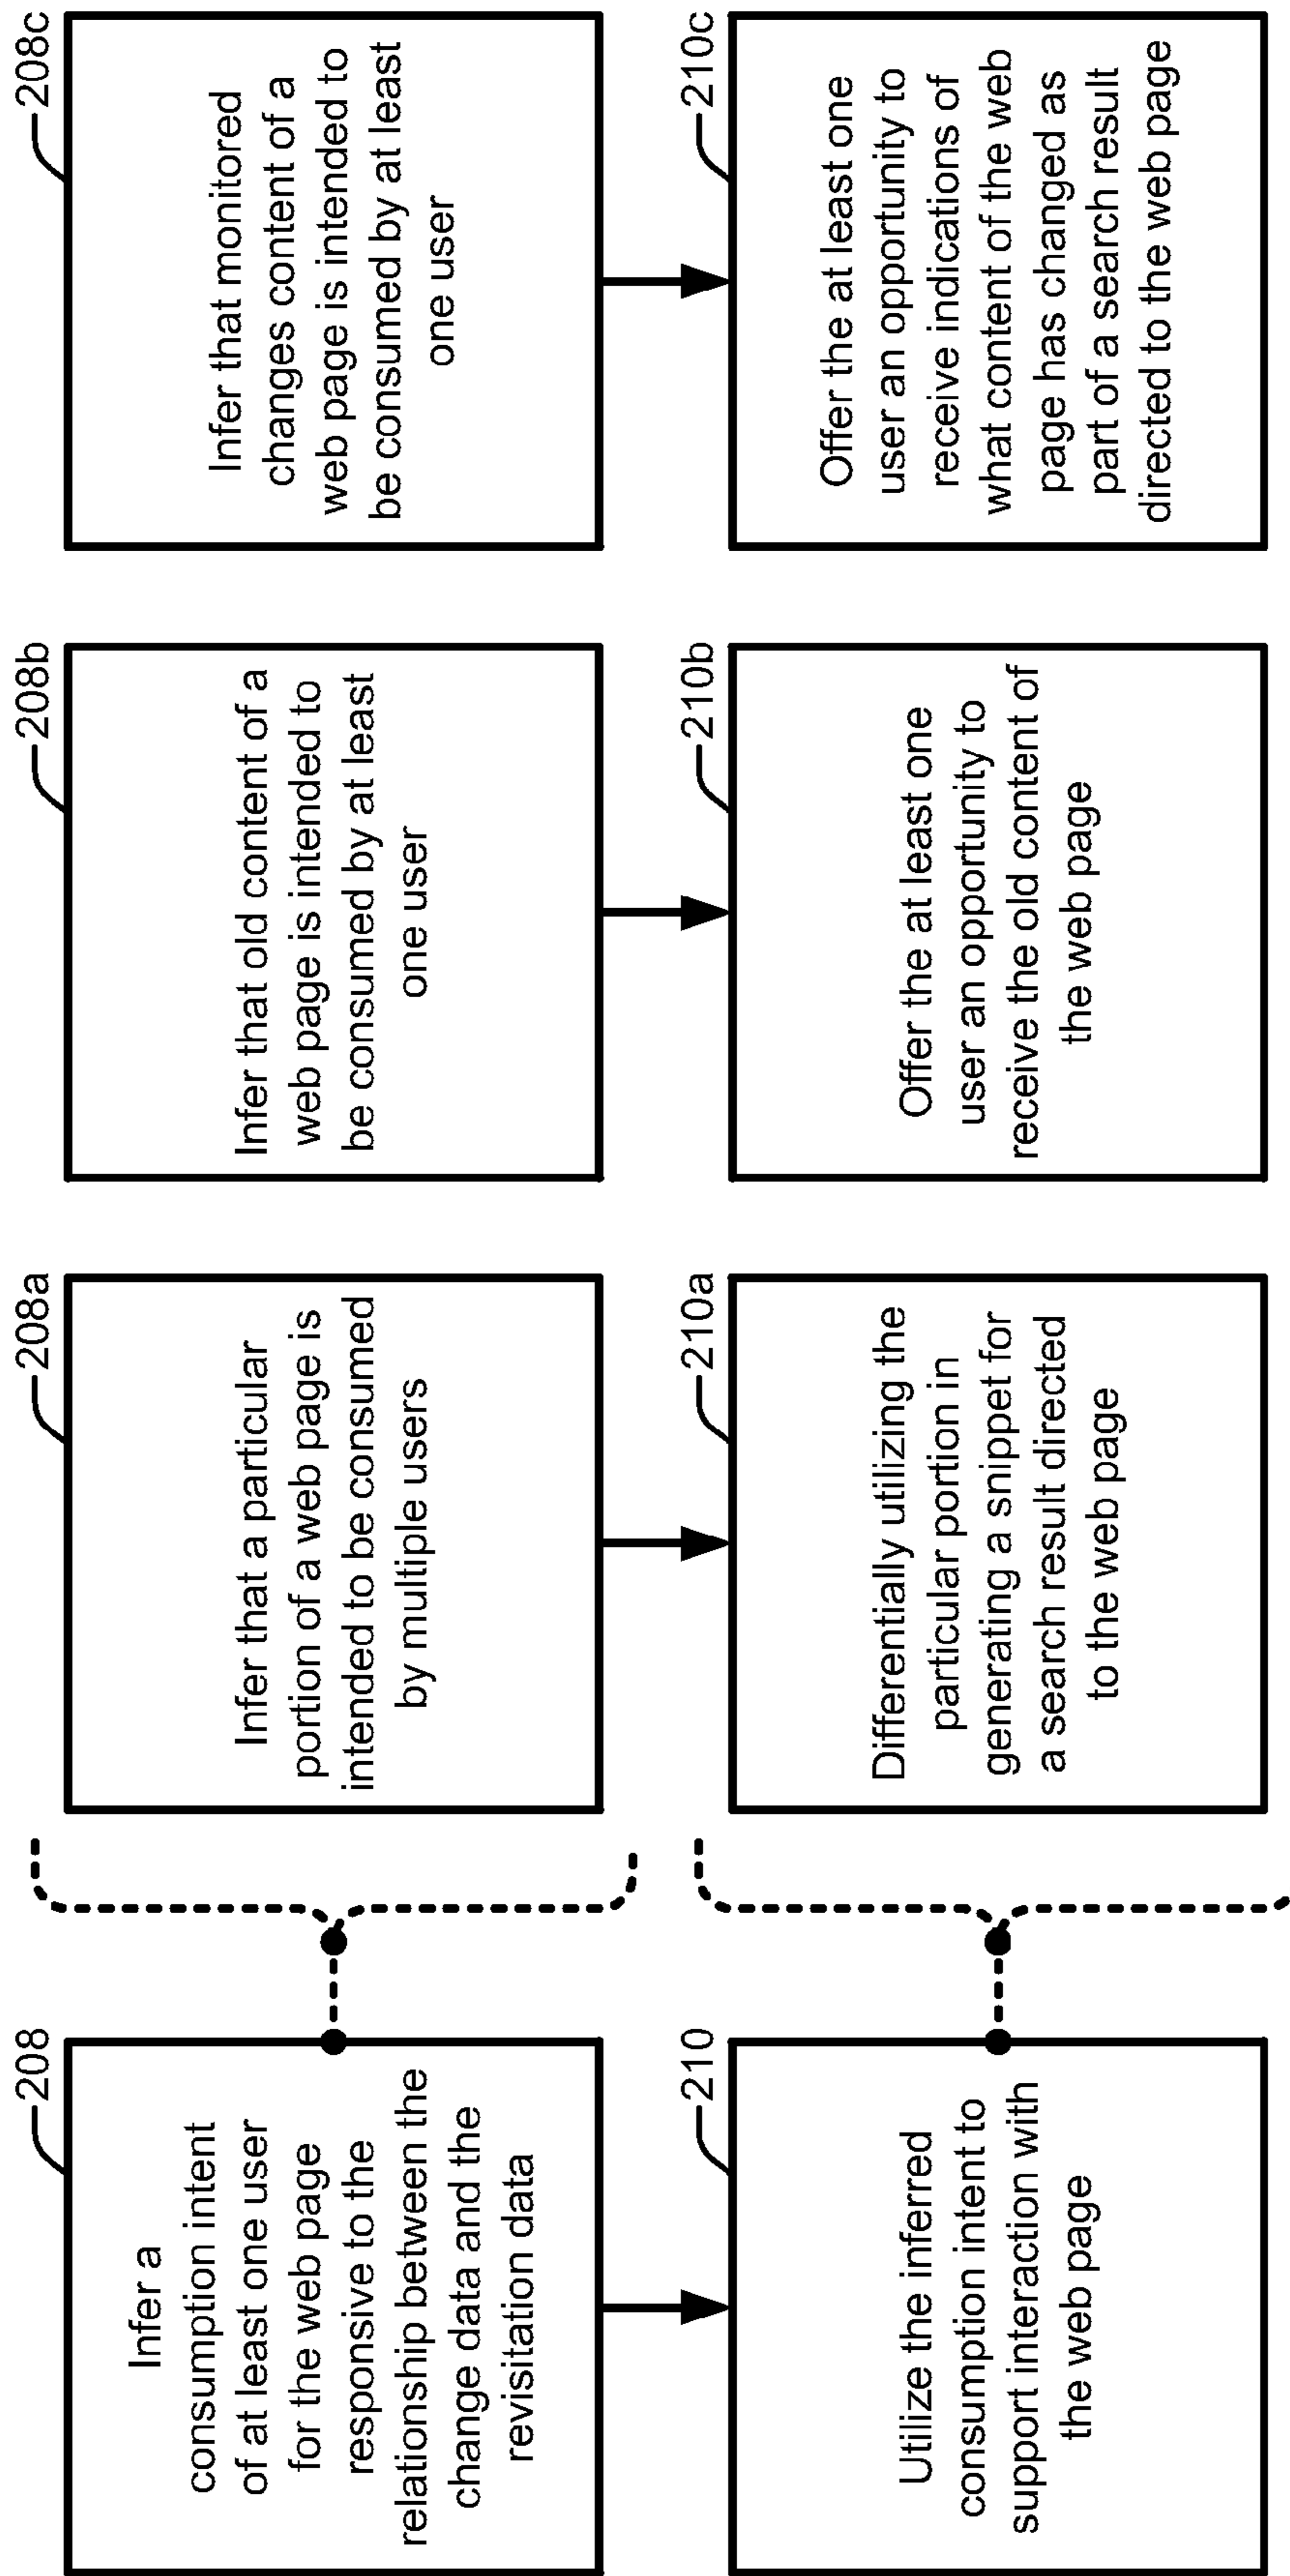 208
Infer a
consumption intent
of at least one user
for the web page
responsive to the
relationship between the
change data and the
revisitation data
210
Utilize the inferred
consumption intent to
support interaction with
the web page
208a
Infer that a particular
portion of a web page is
intended to be consumed
by multiple users
210a
Differentially utilizing the
particular portion in
generating a snippet for
a search result directed
to the web page
208b
Infer that old content of a
web page is intended to
be consumed by at least
one user
210b
Offer the at least one
user an opportunity to
receive the old content of
the web page
208c
Infer that monitored
changes content of a
web page is intended to
be consumed by at least
one user
210c
Offer the at least one
user an opportunity to
receive indications of
what content of the web
page has changed as
part of a search result
directed to the web page